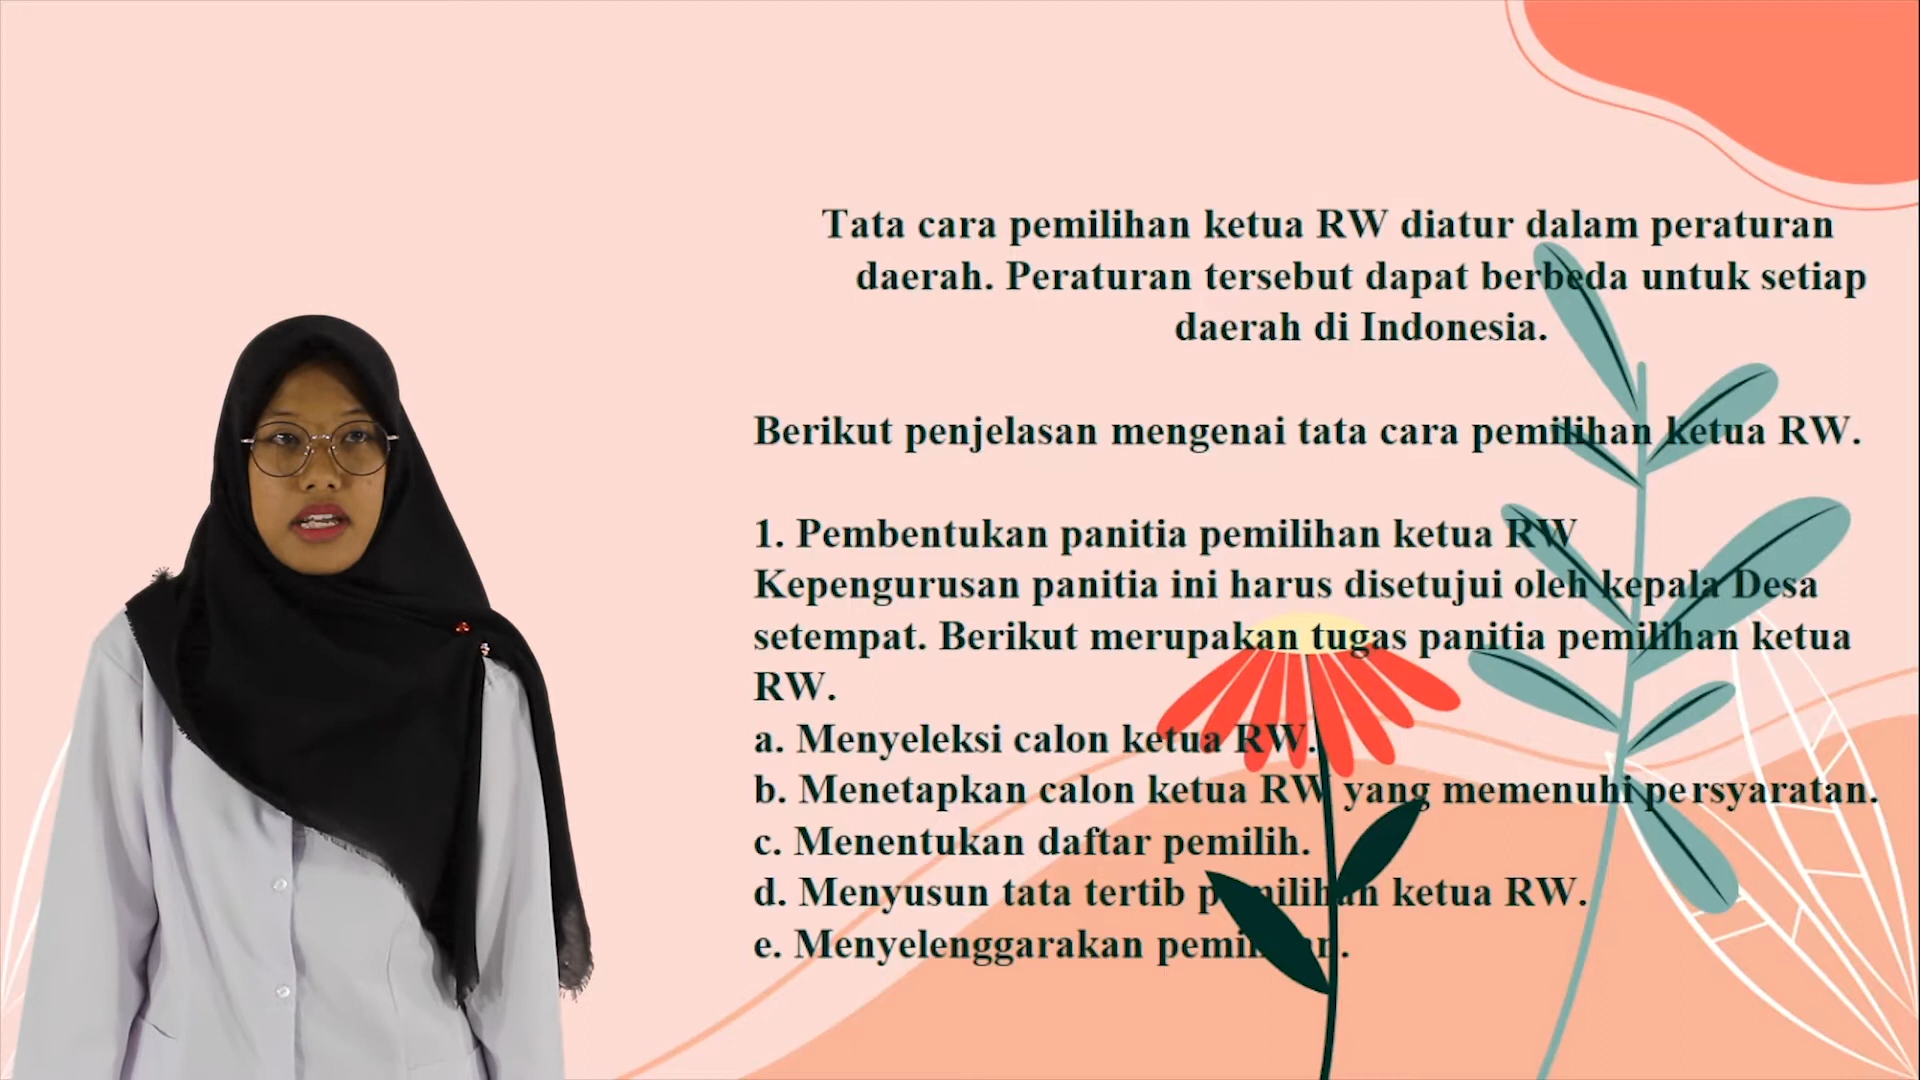 Tata cara pemilihan ketua RW diatur dalam peraturan
daerah. Peraturan tersebut dapat berbeda untuk setiap
daerah di Indonesia.
Berikut penjelasan mengenai tata cara pemilihan ketua RW.
1. Pembentukan panitia pemilihan ketua RW
Kepengurusan panitia ini harus disetujui oleh kepala Desa
setempat. Berikut merupakan tugas panitia pemilihan ketua
RW.
a. Menyeleksi calon ketua RW.
b. Menetapkan calon ketua RW yang memenuhi persyaratan.
c. Menentukan daftar pemilih.
d. Menyusun tata tertib pemilihan ketua RW.
e. Menyelenggarakan pemilihan.